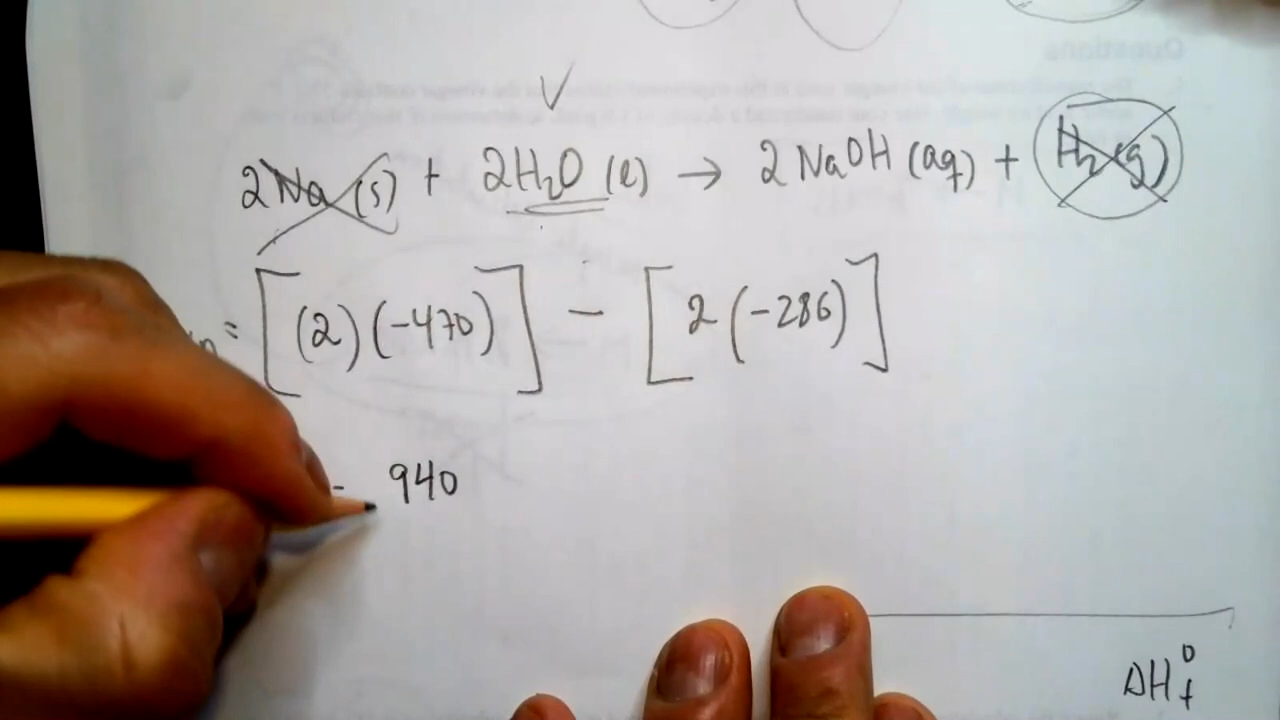 2Na(s) + 2H₂O(l) → 2NaOH(aq) + H₂(g)
= [(2)(-470)] - [2(-286)]
- 940
ΔH°f